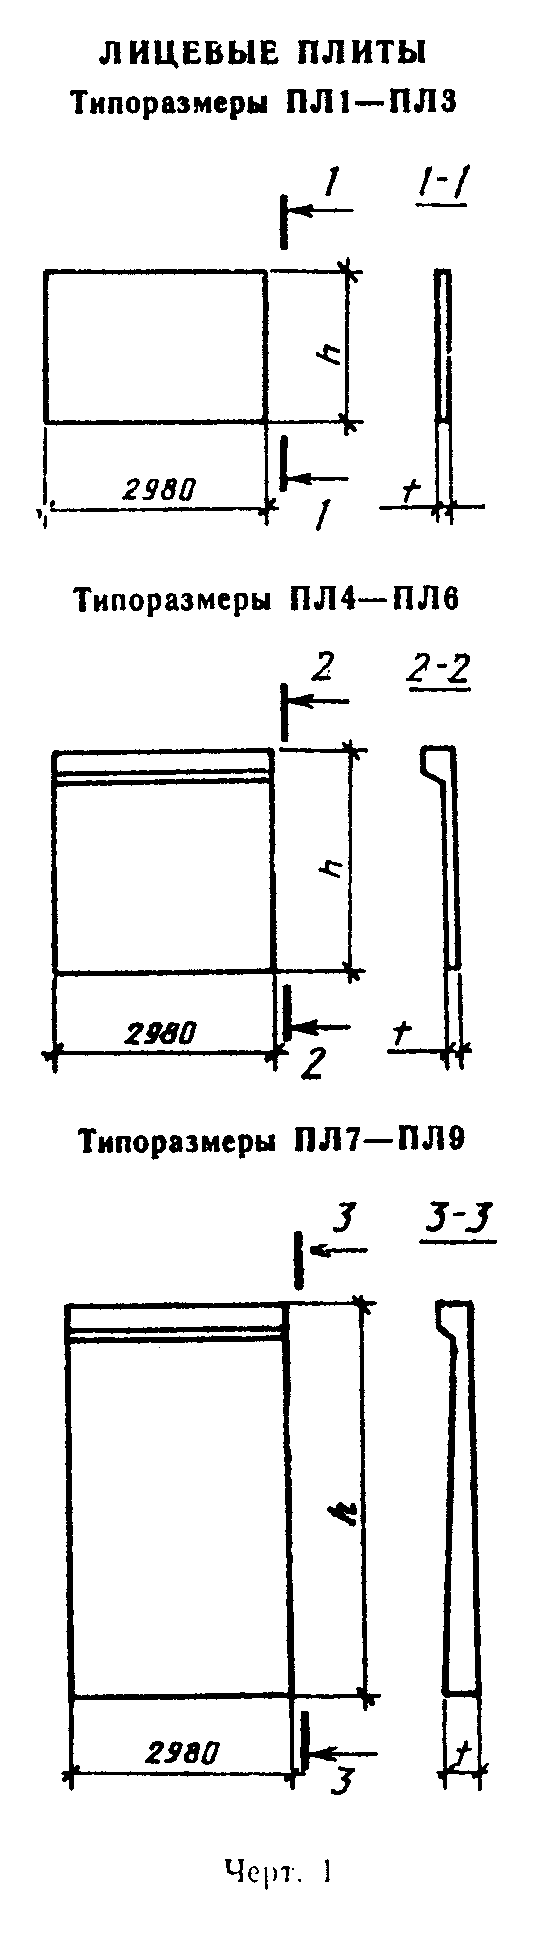 ЛИЦЕВЫЕ ПЛИТЫ
Типоразмеры ПЛ1—ПЛ3
1
1-1
h
2980
1
t
Типоразмеры ПЛ4—ПЛ6
2
2-2
h
2980
2
t
Типоразмеры ПЛ7—ПЛ9
3
3-3
h
2980
3
t
Черт. 1